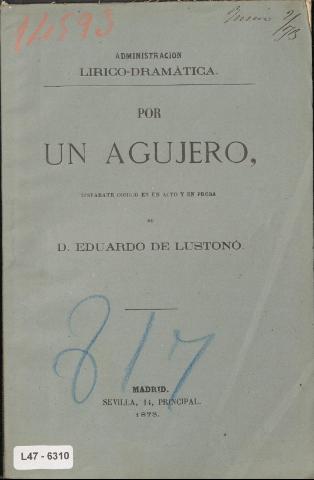 14593
ADMINISTRACION
LIRICO-DRAMÁTICA.
POR
UN AGUJERO,
DISPARATE CÓMICO EN UN ACTO Y EN PROSA
DE
D. EDUARDO DE LUSTONÓ.
817
MADRID.
SEVILLA, 14, PRINCIPAL.
1873.
L47 - 6310